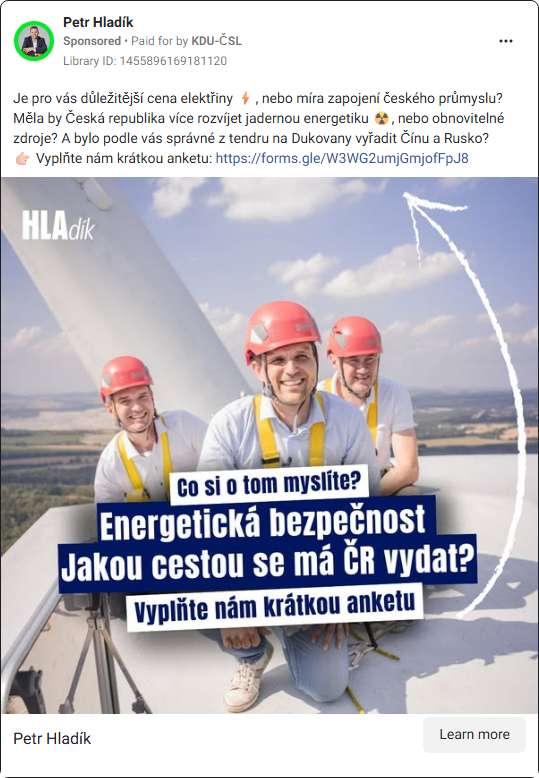 Petr Hladík
Sponsored • Paid for by KDU-ČSL
Library ID: 1455896169181120
Je pro vás důležitější cena elektřiny ⚡, nebo míra zapojení českého průmyslu?
Měla by Česká republika více rozvíjet jadernou energetiku ☢, nebo obnovitelné
zdroje? A bylo podle vás správné z tendru na Dukovany vyřadit Čínu a Rusko?
👉🏻 Vyplňte nám krátkou anketu: https://forms.gle/W3WG2umjGmjofFpJ8
HLAdík
Co si o tom myslíte?
Energetická bezpečnost
Jakou cestou se má ČR vydat?
Vyplňte nám krátkou anketu
Petr Hladík
Learn more